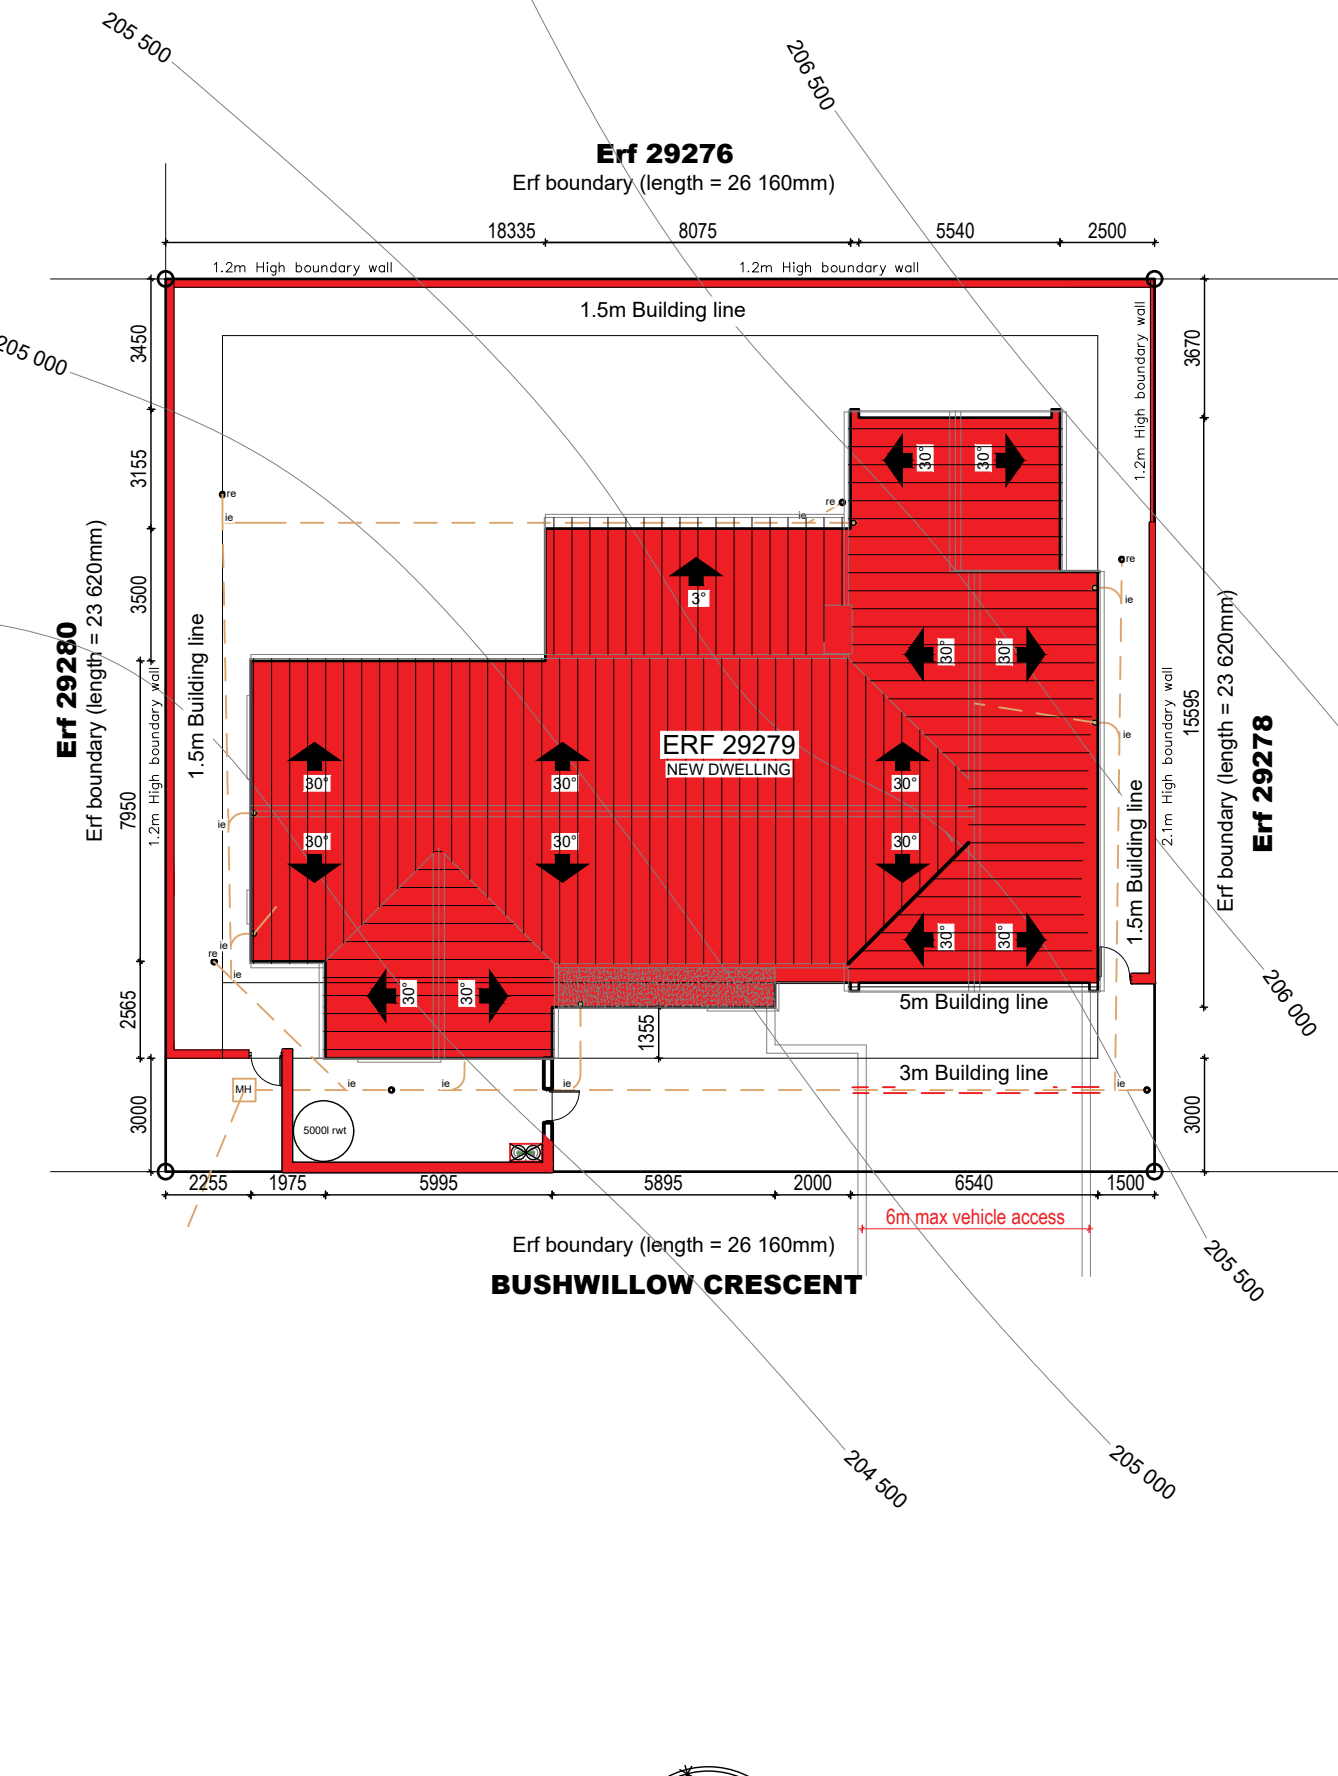 205 500
206 500
Erf 29276
Erf boundary (length = 26 160mm)
18335
8075
5540
2500
1.2m High boundary wall
1.2m High boundary wall
1.5m Building line
3450
3670
1.2m High boundary wall
205 000
3155
30°
30°
re
re
ie
ie
re
3°
3500
ie
Erf 29280
Erf boundary (length = 23 620mm)
1.5m Building line
1.2m High boundary wall
30°
30°
15595
Erf boundary (length = 23 620mm)
Erf 29278
2.1m High boundary wall
1.5m Building line
ERF 29279
NEW DWELLING
ie
30°
30°
30°
7950
ie
30°
30°
30°
30°
30°
ie
re
ie
2565
30°
30°
5m Building line
206 000
1355
3m Building line
MH
ie
ie
ie
ie
3000
3000
5000l rwt
2255
1975
5995
5895
2000
6540
1500
6m max vehicle access
Erf boundary (length = 26 160mm)
BUSHWILLOW CRESCENT
205 500
204 500
205 000